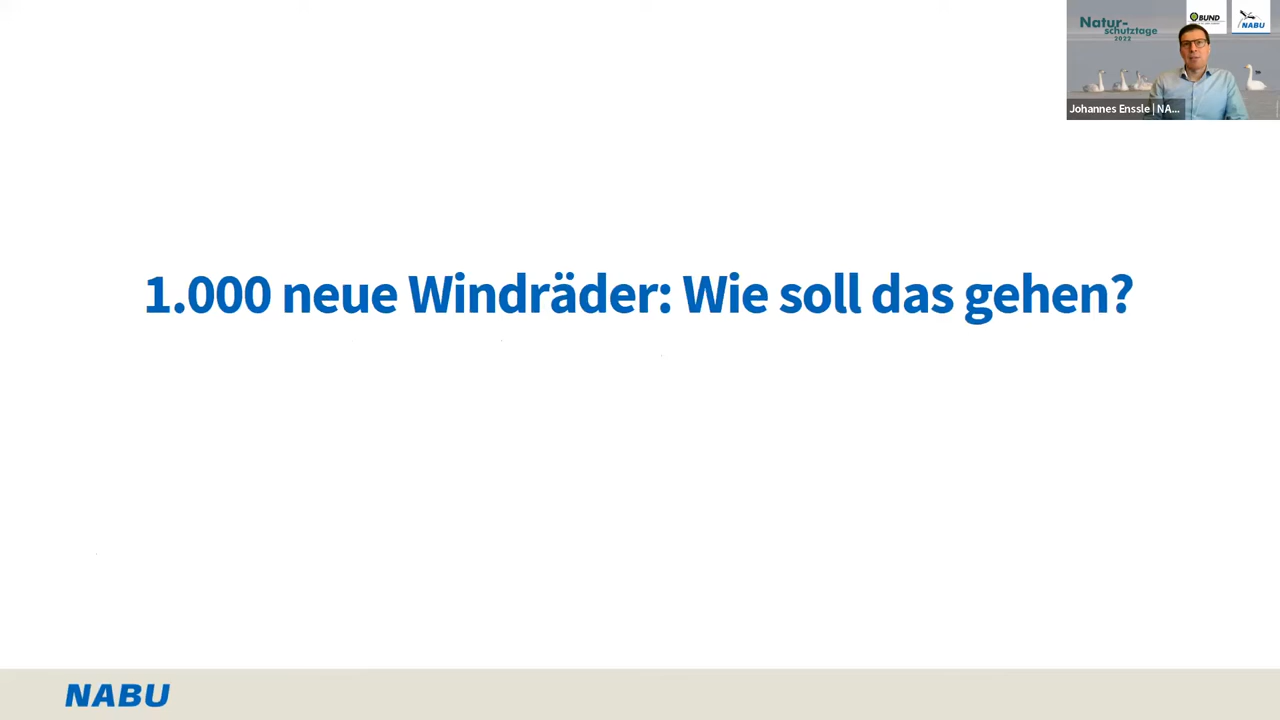 Natur-
schutztage
2022
BUND
NABU
Johannes Enssle | NA...
1.000 neue Windräder: Wie soll das gehen?
NABU